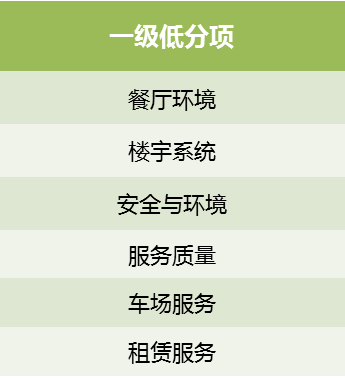 一级低分项
餐厅环境
楼宇系统
安全与环境
服务质量
车场服务
租赁服务